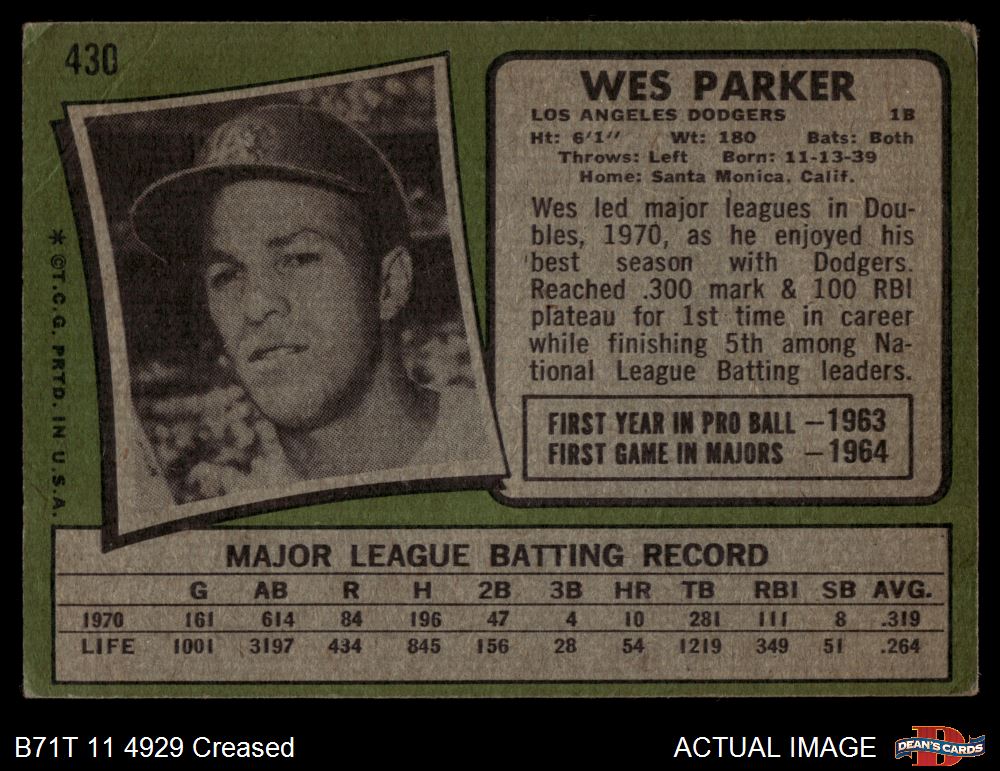 430
WES PARKER
LOS ANGELES DODGERS 1B
Ht: 6'1" Wt: 180 Bats: Both
Throws: Left Born: 11-13-39
Home: Santa Monica, Calif.
Wes led major leagues in Dou-
bles, 1970, as he enjoyed his
best season with Dodgers.
Reached .300 mark & 100 RBI
plateau for 1st time in career
while finishing 5th among Na-
tional League Batting leaders.
FIRST YEAR IN PRO BALL —1963
FIRST GAME IN MAJORS —1964
* ©T.C.G. PRTD. IN U.S.A.
MAJOR LEAGUE BATTING RECORD
G AB R H 2B 3B HR TB RBI SB AVG.
1970 161 614 84 196 47 4 10 281 111 8 .319
LIFE 1001 3197 434 845 156 28 54 1219 349 51 .264
B71T 11 4929 Creased
ACTUAL IMAGE
DEAN'S CARDS